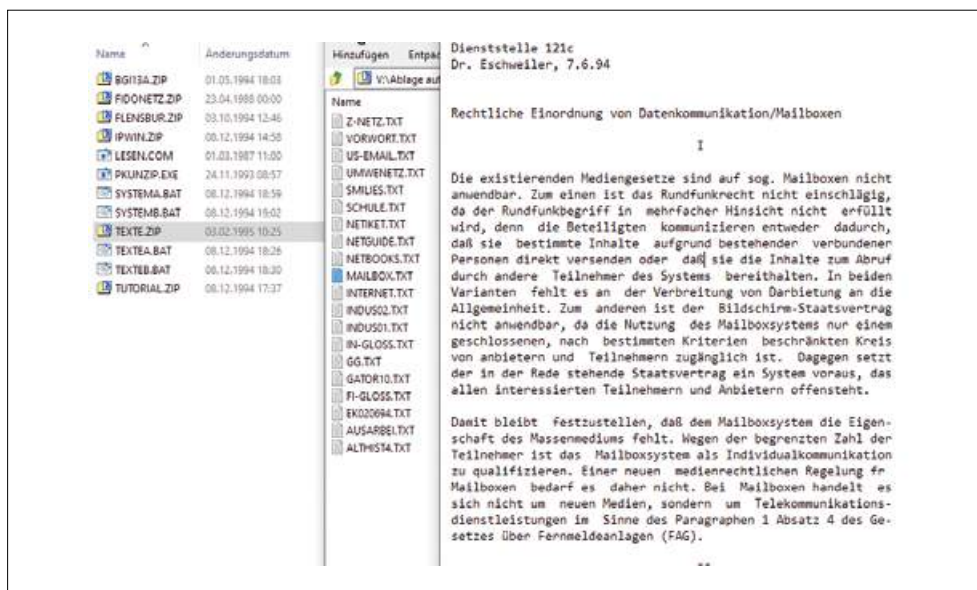 Name Änderungsdatum
BGI13A.ZIP 01.05.1994 18:03
FIDONETZ.ZIP 23.04.1988 00:00
FLENSBUR.ZIP 03.10.1994 12:46
IPWIN.ZIP 08.12.1994 14:58
LESEN.COM 01.03.1987 11:00
PKUNZIP.EXE 24.11.1993 08:57
SYSTEMA.BAT 08.12.1994 18:59
SYSTEMB.BAT 08.12.1994 19:02
TEXTE.ZIP 03.02.1995 10:25
TEXTEA.BAT 08.12.1994 18:26
TEXTEB.BAT 08.12.1994 18:30
TUTORIAL.ZIP 08.12.1994 17:37
Hinzufügen Entpac
V:\Ablage auf
Name
Z-NETZ.TXT
VORWORT.TXT
US-EMAIL.TXT
UMWENETZ.TXT
SMILIES.TXT
SCHULE.TXT
NETIKET.TXT
NETGUIDE.TXT
NETBOOKS.TXT
MAILBOX.TXT
INTERNET.TXT
INDUS02.TXT
INDUS01.TXT
IN-GLOSS.TXT
GG.TXT
GATOR10.TXT
FI-GLOSS.TXT
EK020694.TXT
AUSARBEI.TXT
ALTHIST4.TXT
Dienststelle 121c
Dr. Eschweiler, 7.6.94
Rechtliche Einordnung von Datenkommunikation/Mailboxen
Die existierenden Mediengesetze sind auf sog. Mailboxen nicht
anwendbar. Zum einen ist das Rundfunkrecht nicht einschlägig,
da der Rundfunkbegriff in mehrfacher Hinsicht nicht erfüllt
wird, denn die Beteiligten kommunizieren entweder dadurch,
daß sie bestimmte Inhalte aufgrund bestehender verbundener
Personen direkt versenden oder daß sie die Inhalte zum Abruf
durch andere Teilnehmer des Systems bereithalten. In beiden
Varianten fehlt es an der Verbreitung von Darbietung an die
Allgemeinheit. Zum anderen ist der Bildschirm-Staatsvertrag
nicht anwendbar, da die Nutzung des Mailboxsystems nur einem
geschlossenen, nach bestimmten Kriterien beschränkten Kreis
von anbietern und Teilnehmern zugänglich ist. Dagegen setzt
der in der Rede stehende Staatsvertrag ein System voraus, das
allen interessierten Teilnehmern und Anbietern offensteht.
Damit bleibt festzustellen, daß dem Mailboxsystem die Eigen-
schaft des Massenmediums fehlt. Wegen der begrenzten Zahl der
Teilnehmer ist das Mailboxsystem als Individualkommunikation
zu qualifizieren. Einer neuen medienrechtlichen Regelung fr
Mailboxen bedarf es daher nicht. Bei Mailboxen handelt es
sich nicht um neuen Medien, sondern um Telekommunikations-
dienstleistungen im Sinne des Paragraphen 1 Absatz 4 des Ge-
setzes über Fernmeldeanlagen (FAG).